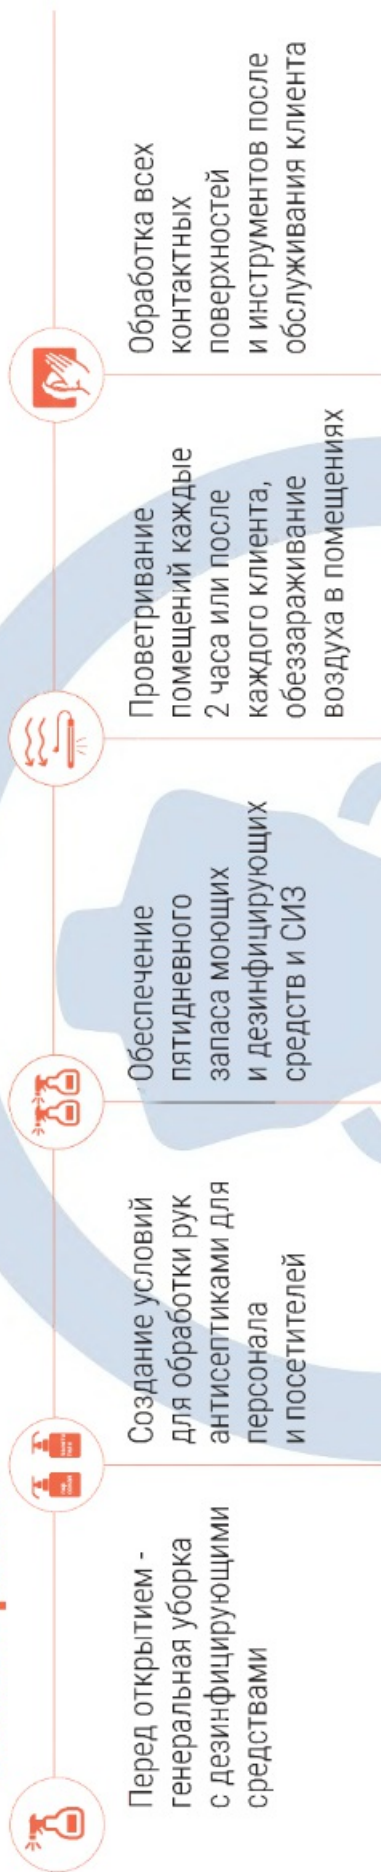 Перед открытием -
генеральная уборка
с дезинфицирующими
средствами
Создание условий
для обработки рук
антисептиками для
персонала
и посетителей
Обеспечение
пятидневного
запаса моющих
и дезинфицирующих
средств и СИЗ
Проветривание
помещений каждые
2 часа или после
каждого клиента,
обеззараживание
воздуха в помещениях
Обработка всех
контактных
поверхностей
и инструментов после
обслуживания клиента